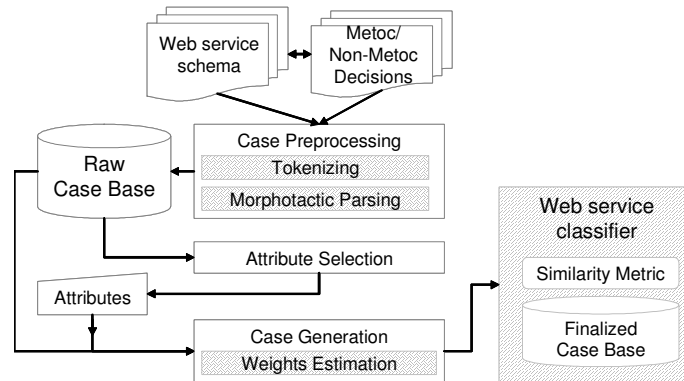 Web service
schema
Metoc/
Non-Metoc
Decisions
Case Preprocessing
Tokenizing
Morphotactic Parsing
Raw
Case Base
Attribute Selection
Attributes
Case Generation
Weights Estimation
Web service
classifier
Similarity Metric
Finalized
Case Base